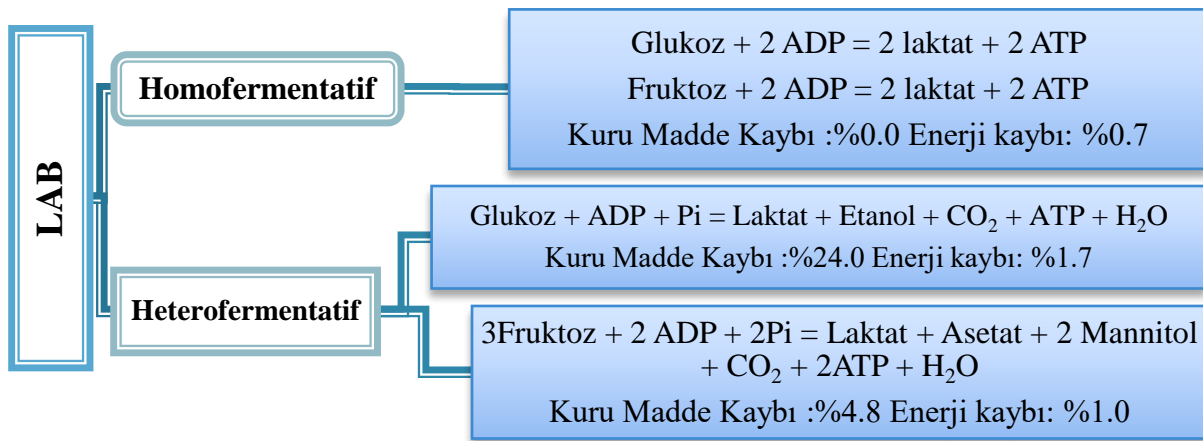 LAB
Homofermentatif
Glukoz + 2 ADP = 2 laktat + 2 ATP
Fruktoz + 2 ADP = 2 laktat + 2 ATP
Kuru Madde Kaybı :%0.0 Enerji kaybı: %0.7
Heterofermentatif
Glukoz + ADP + Pi = Laktat + Etanol + CO₂ + ATP + H₂O
Kuru Madde Kaybı :%24.0 Enerji kaybı: %1.7
3Fruktoz + 2 ADP + 2Pi = Laktat + Asetat + 2 Mannitol
+ CO₂ + 2ATP + H₂O
Kuru Madde Kaybı :%4.8 Enerji kaybı: %1.0